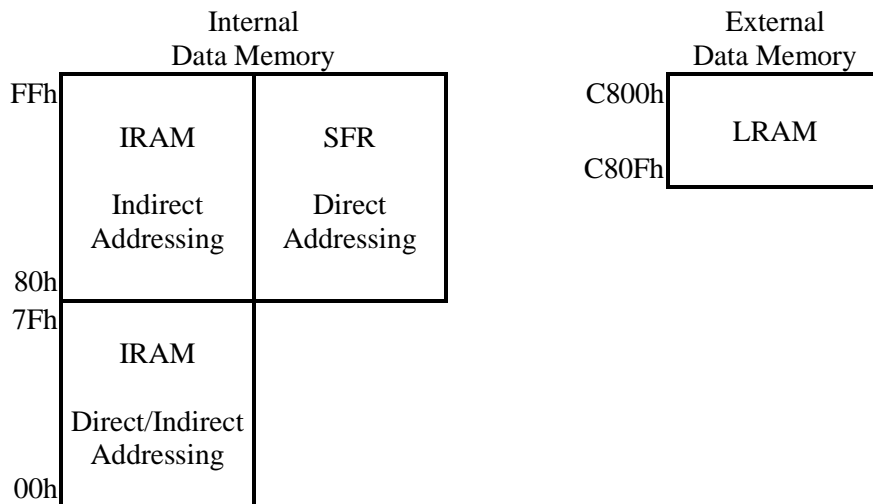 Internal
Data Memory
FFh
IRAM
Indirect
Addressing
80h
SFR
Direct
Addressing
7Fh
IRAM
Direct/Indirect
Addressing
00h
External
Data Memory
C800h
LRAM
C80Fh